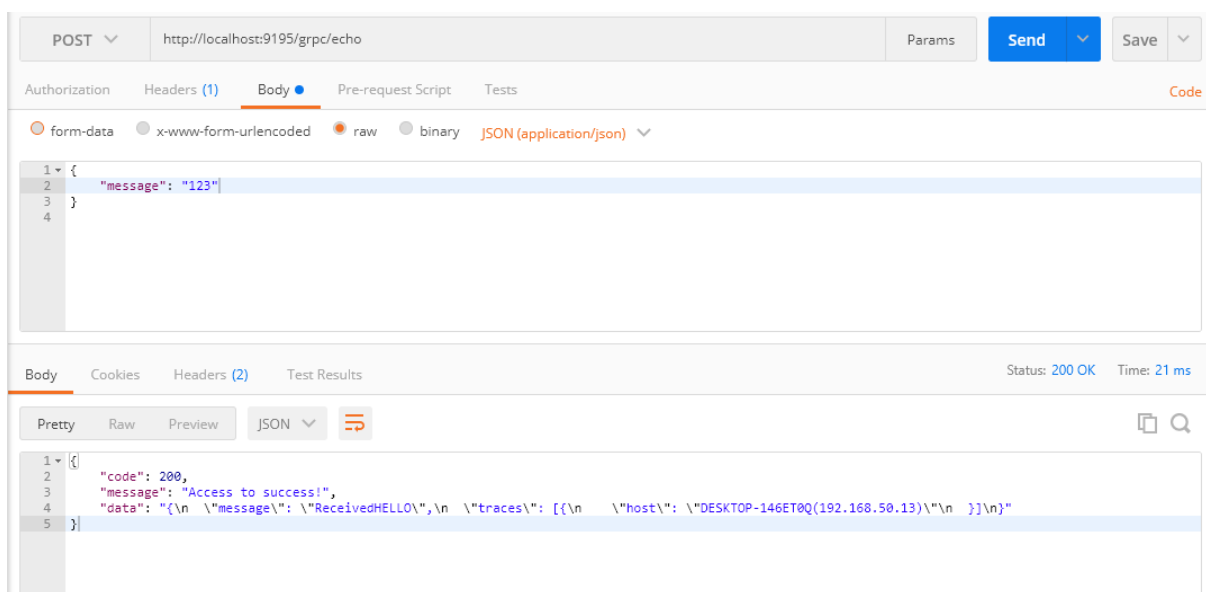 POST http://localhost:9195/grpc/echo Params Send Save
Authorization Headers (1) Body Pre-request Script Tests Code
form-data x-www-form-urlencoded raw binary JSON (application/json)
1 {
2 "message": "123"
3 }
4
Body Cookies Headers (2) Test Results Status: 200 OK Time: 21 ms
Pretty Raw Preview JSON
1 {
2 "code": 200,
3 "message": "Access to success!",
4 "data": "{\n  \"message\": \"ReceivedHELLO\",\n  \"traces\": [{\n    \"host\": \"DESKTOP-146ET0Q(192.168.50.13)\"\n  }]\n}"
5 }